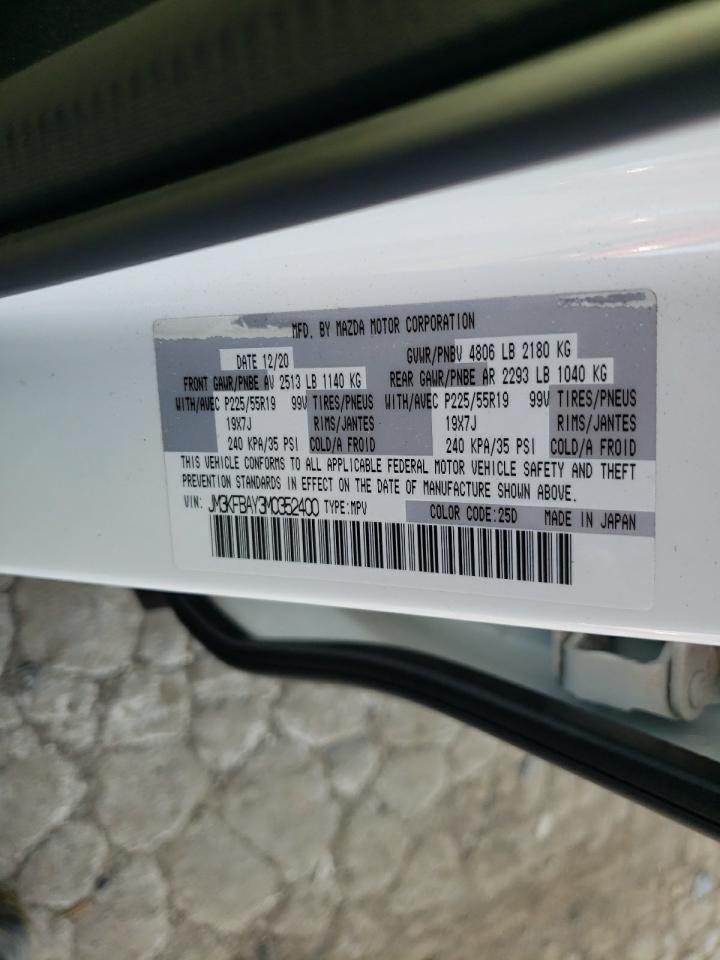 MFD. BY MAZDA MOTOR CORPORATION
DATE 12/20 GVWR/PNBV 4806 LB 2180 KG
FRONT GAWR/PNBE AV 2513 LB 1140 KG REAR GAWR/PNBE AR 2293 LB 1040 KG
WITH/AVEC P225/55R19 99V TIRES/PNEUS WITH/AVEC P225/55R19 99V TIRES/PNEUS
19X7J RIMS/JANTES 19X7J RIMS/JANTES
240 KPA/35 PSI COLD/A FROID 240 KPA/35 PSI COLD/A FROID
THIS VEHICLE CONFORMS TO ALL APPLICABLE FEDERAL MOTOR VEHICLE SAFETY AND THEFT
PREVENTION STANDARDS IN EFFECT ON THE DATE OF MANUFACTURE SHOWN ABOVE.
VIN: JM3KFBAY3M0352400 TYPE:MPV COLOR CODE:25D MADE IN JAPAN